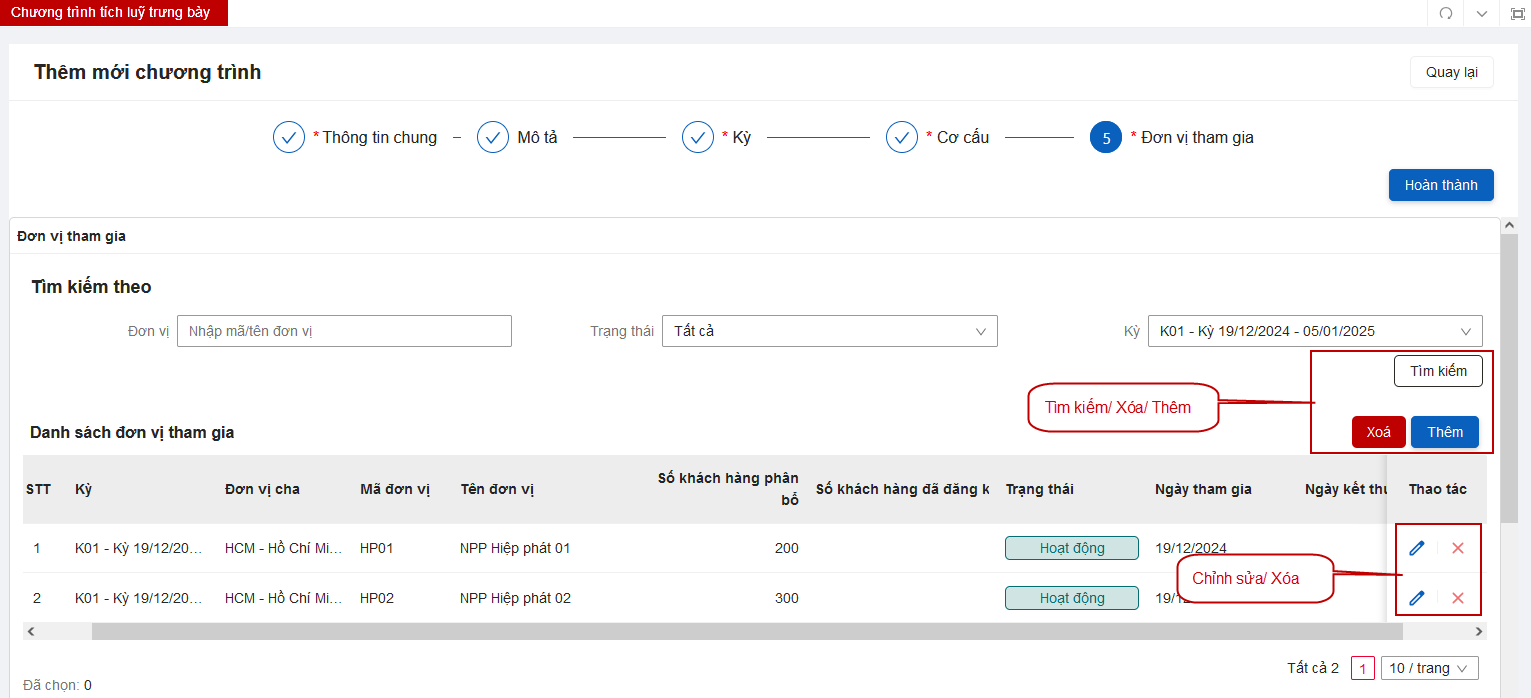 Chương trình tích luỹ trưng bày
Thêm mới chương trình
Quay lại
* Thông tin chung
Mô tả
* Kỳ
* Cơ cấu
5 * Đơn vị tham gia
Hoàn thành
Đơn vị tham gia
Tìm kiếm theo
Đơn vị Nhập mã/tên đơn vị Trạng thái Tất cả Kỳ K01 - Kỳ 19/12/2024 - 05/01/2025
Tìm kiếm
Tìm kiếm/ Xóa/ Thêm
Danh sách đơn vị tham gia Xoá Thêm
STT Kỳ Đơn vị cha Mã đơn vị Tên đơn vị Số khách hàng phân bổ Số khách hàng đã đăng k Trạng thái Ngày tham gia Ngày kết thú Thao tác
1 K01 - Kỳ 19/12/20... HCM - Hồ Chí Mi... HP01 NPP Hiệp phát 01 200 Hoạt động 19/12/2024
Chỉnh sửa/ Xóa
2 K01 - Kỳ 19/12/20... HCM - Hồ Chí Mi... HP02 NPP Hiệp phát 02 300 Hoạt động
Tất cả 2 1 10 / trang
Đã chọn: 0